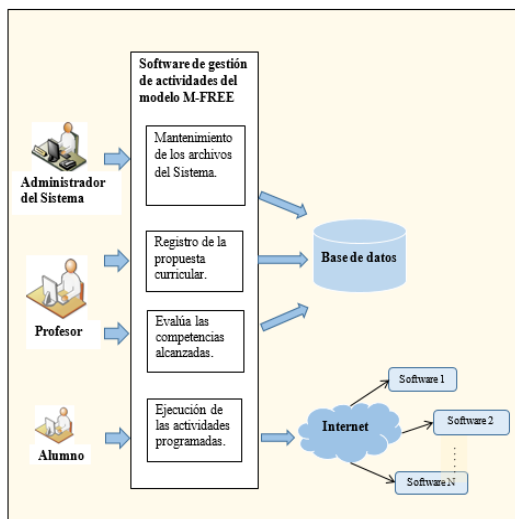 Software de gestión
de actividades del
modelo M-FREE
Administrador
del Sistema
Mantenimiento
de los archivos
del Sistema.
Registro de la
propuesta
curricular.
Profesor
Evalúa las
competencias
alcanzadas.
Base de datos
Alumno
Ejecución de
las actividades
programadas.
Internet
Software 1
Software 2
Software N